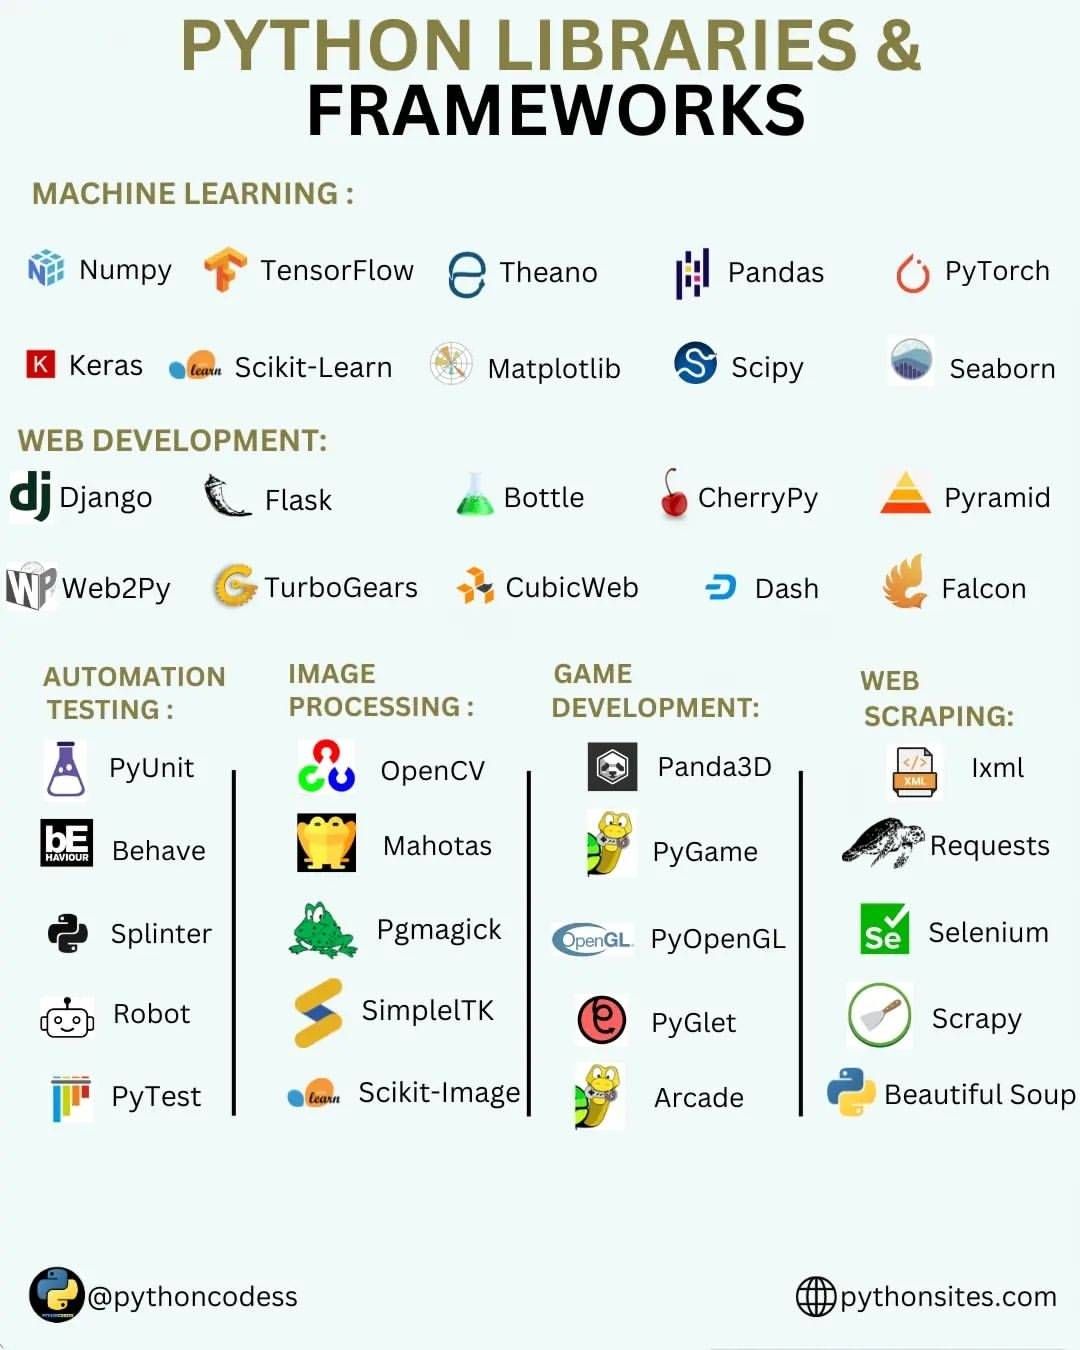 PYTHON LIBRARIES &
FRAMEWORKS
MACHINE LEARNING :
Numpy TensorFlow Theano Pandas PyTorch
K Keras learn Scikit-Learn Matplotlib Scipy Seaborn
WEB DEVELOPMENT:
dj Django Flask Bottle CherryPy Pyramid
WP Web2Py TurboGears CubicWeb Dash Falcon
AUTOMATION
TESTING :
PyUnit
bE
HAVIOUR
Behave
Splinter
Robot
PyTest
IMAGE
PROCESSING :
OpenCV
Mahotas
Pgmagick
SimplelTK
learn Scikit-Image
GAME
DEVELOPMENT:
Panda3D
PyGame
OpenGL. PyOpenGL
PyGlet
Arcade
WEB
SCRAPING:
</>
XML
Ixml
Requests
Se Selenium
Scrapy
Beautiful Soup
@pythoncodess
pythonsites.com